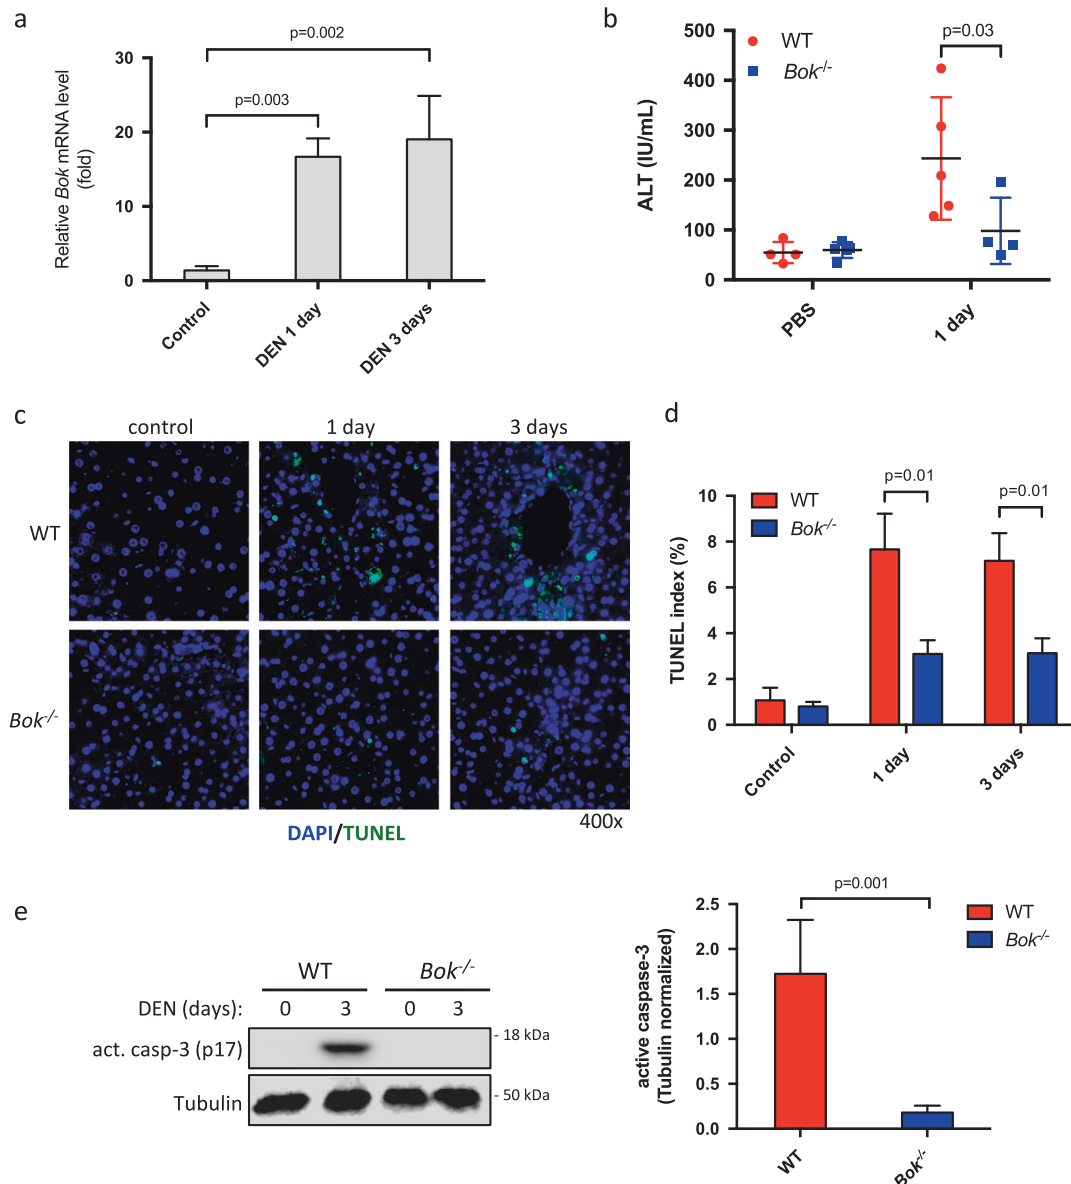 a
p=0.002
p=0.003
Relative Bok mRNA level
(fold)
30
20
10
0
Control
DEN 1 day
DEN 3 days
b
WT
Bok-/-
p=0.03
ALT (IU/mL)
500
400
300
200
100
0
PBS
1 day
c
control
1 day
3 days
WT
Bok-/-
DAPI/TUNEL
400x
d
WT
Bok-/-
p=0.01
p=0.01
TUNEL index (%)
10
8
6
4
2
0
Control
1 day
3 days
e
WT
Bok-/-
DEN (days):
0
3
0
3
act. casp-3 (p17)
- 18 kDa
Tubulin
- 50 kDa
p=0.001
WT
Bok-/-
active caspase-3
(Tubulin normalized)
2.5
2.0
1.5
1.0
0.5
0.0
WT
Bok-/-